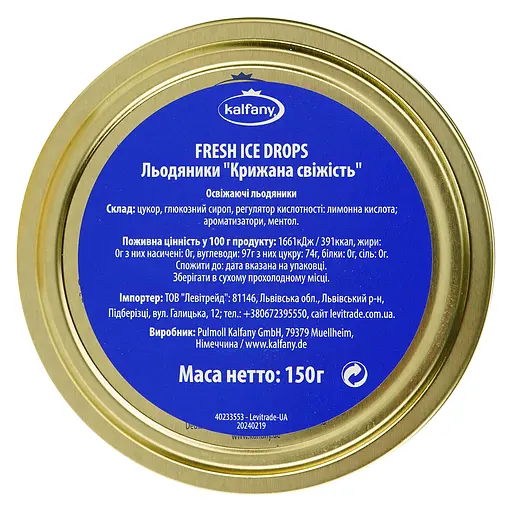 kalfany
FRESH ICE DROPS
Льодяники "Крижана свіжість"
Освіжаючі льодяники
Склад: цукор, глюкозний сироп, регулятор кислотності: лимонна кислота;
ароматизатори, ментол.
Поживна цінність у 100 г продукту: 1661кДж / 391ккал, жири:
0г з них насичені: 0г, вуглеводи: 97г з них цукру: 74г, білки: 0г, сіль: 0г.
Спожити до: дата вказана на упаковці.
Зберігати в сухому прохолодному місці.
Імпортер: ТОВ "Левітрейд": 81146, Львівська обл., Львівський р-н,
Підберізці, вул. Галицька, 12; тел.: +380672395550, сайт levitrade.com.ua.
Виробник: Pulmoll Kalfany GmbH, 79379 Muellheim,
Німеччина / www.kalfany.de
Маса нетто: 150г
40233553 - Levitrade-UA
20240219
www.kalfany.de